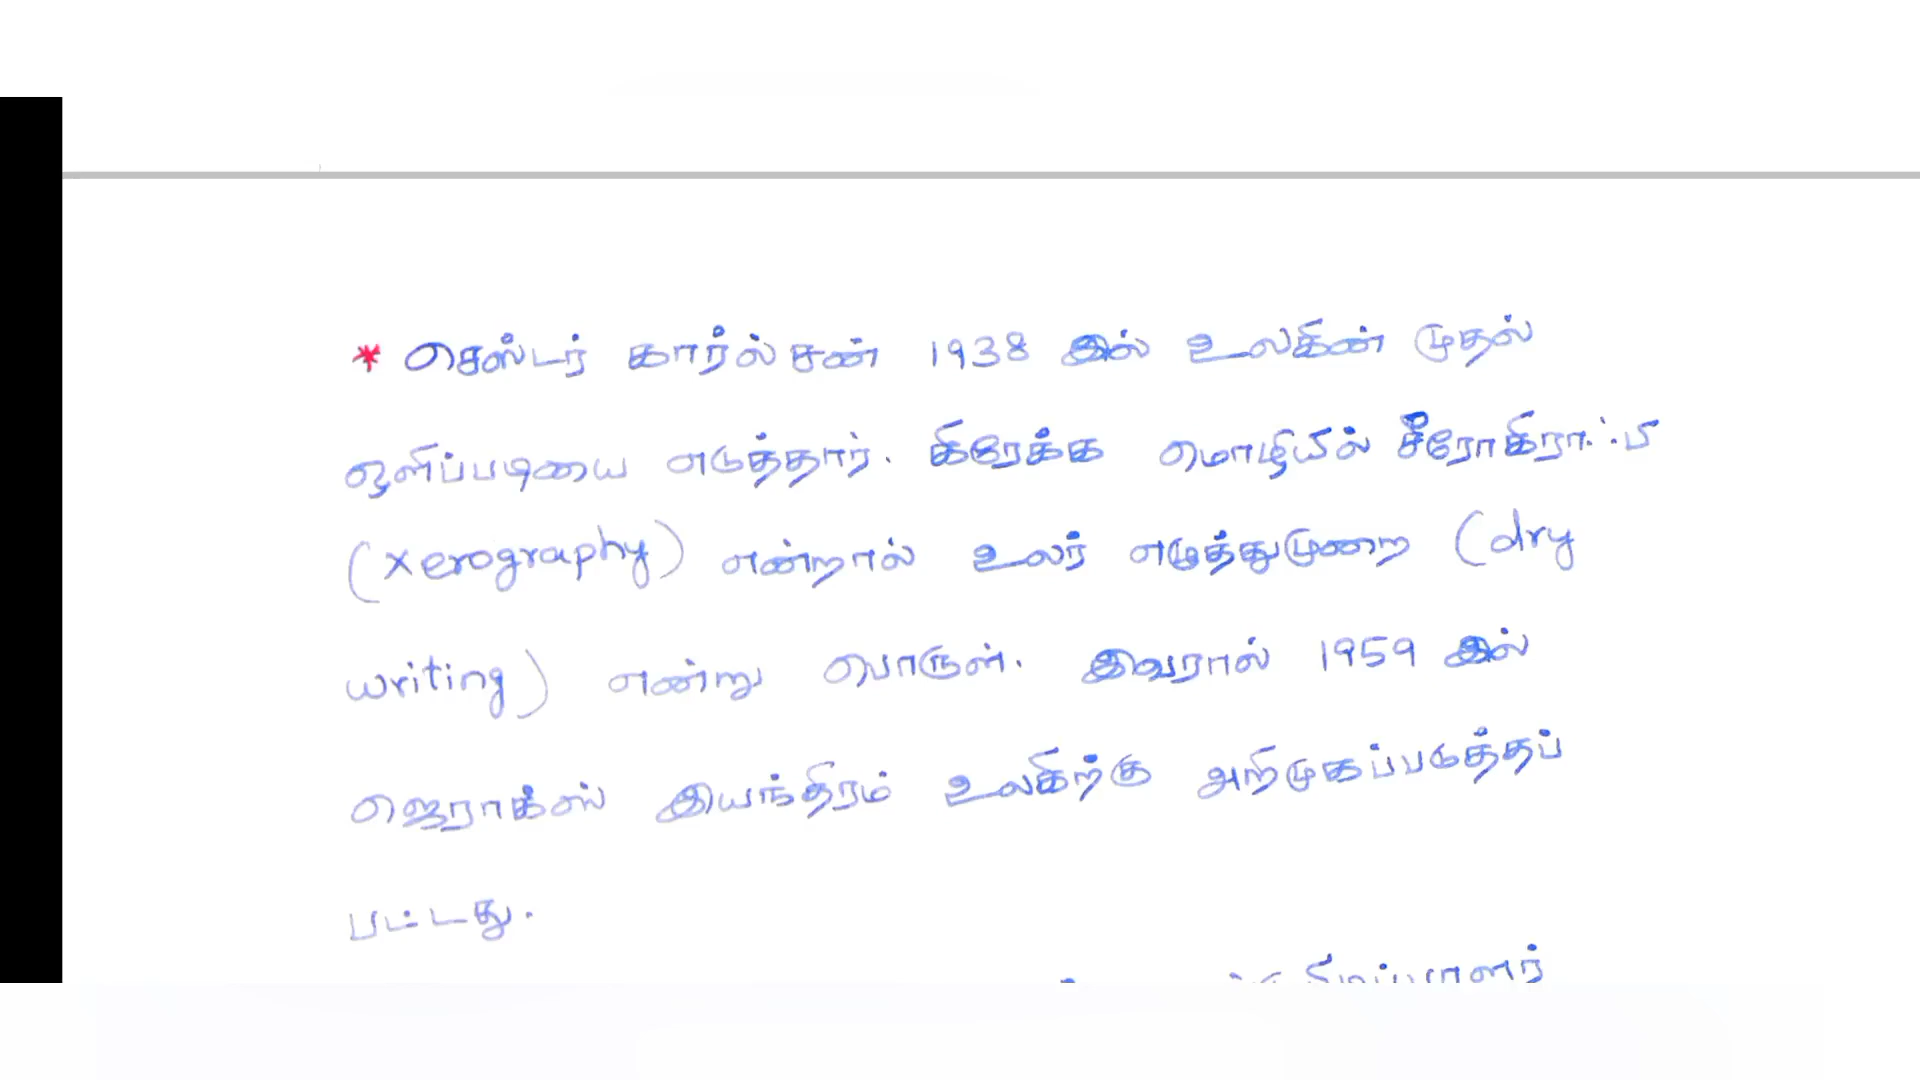 * செஸ்டர் கார்ல்சன் 1938 இல் உலகின் முதல்
ஒளிப்படியை எடுத்தார். கிரேக்க மொழியில் சீரோகிராஃபி
(xerography) என்றால் உலர் எழுத்துமுறை (dry
writing) என்று பொருள். இவரால் 1959 இல்
ஜெராக்ஸ் இயந்திரம் உலகிற்கு அறிமுகப்படுத்தப்
பட்டது.